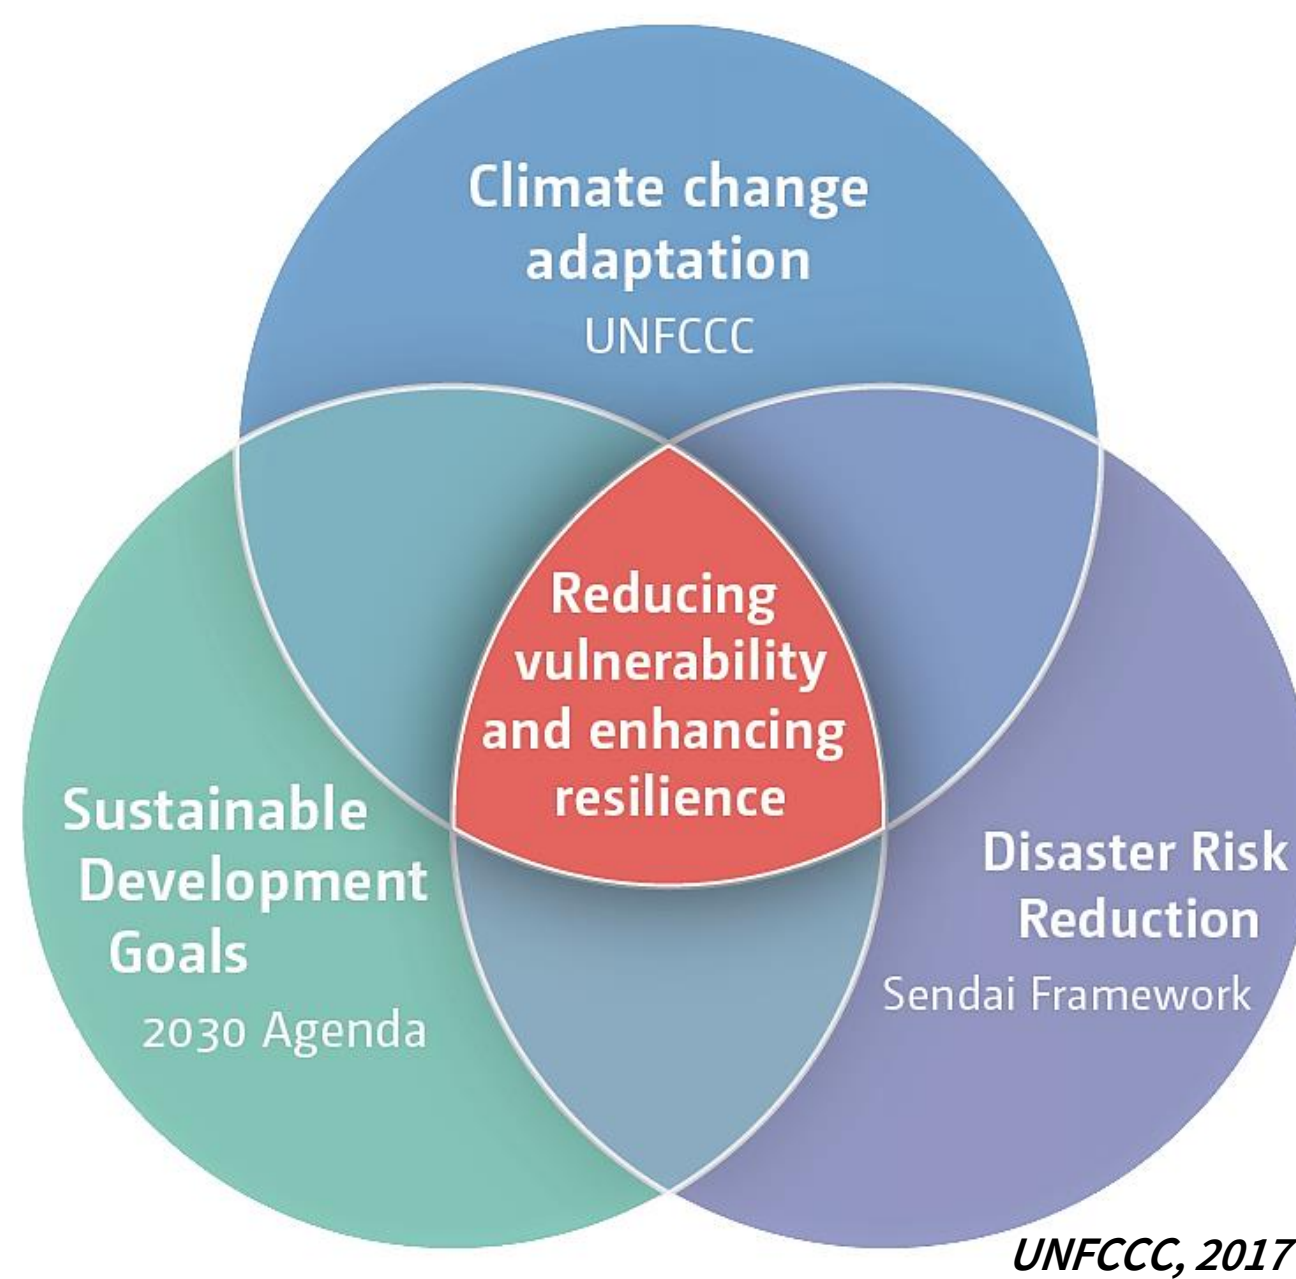 Climate change
adaptation
UNFCCC
Reducing
vulnerability
and enhancing
resilience
Sustainable
Development
Goals
2030 Agenda
Disaster Risk
Reduction
Sendai Framework
UNFCCC, 2017